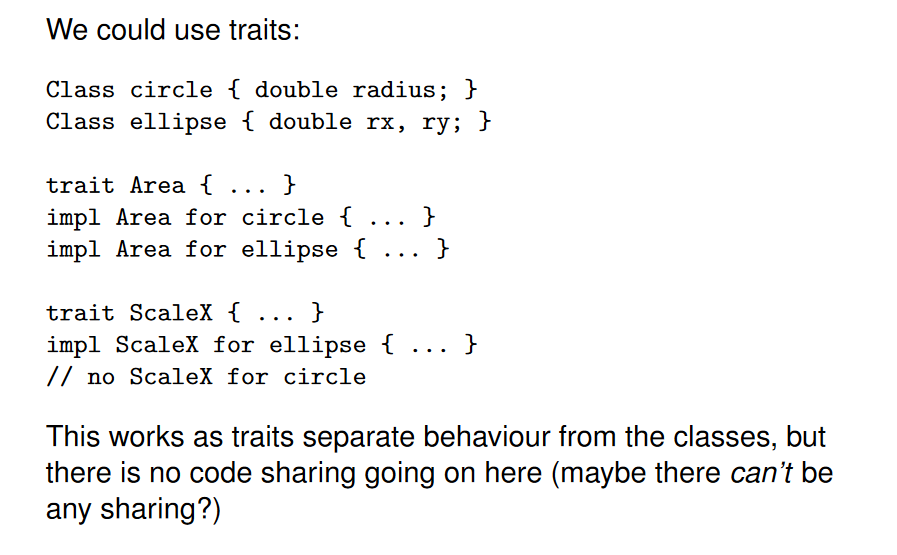 We could use traits:
Class circle { double radius; }
Class ellipse { double rx, ry; }
trait Area { ... }
impl Area for circle { ... }
impl Area for ellipse { ... }
trait ScaleX { ... }
impl ScaleX for ellipse { ... }
// no ScaleX for circle
This works as traits separate behaviour from the classes, but
there is no code sharing going on here (maybe there can't be
any sharing?)